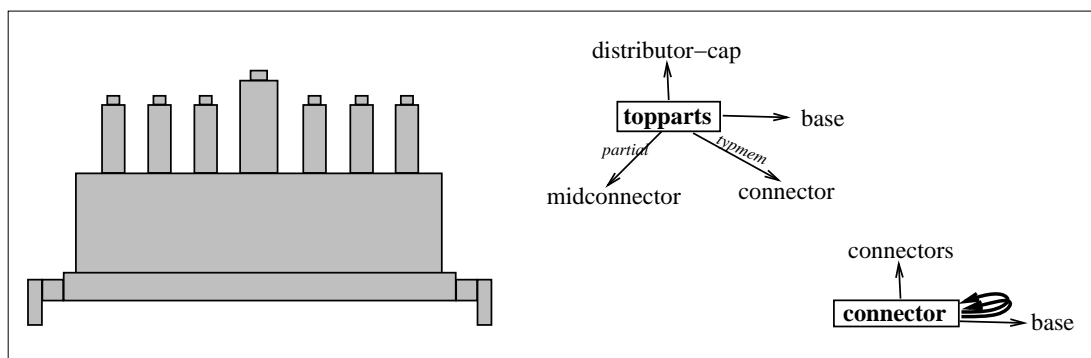 distributor–cap
topparts
base
partial
typmem
midconnector
connector
connectors
connector
base